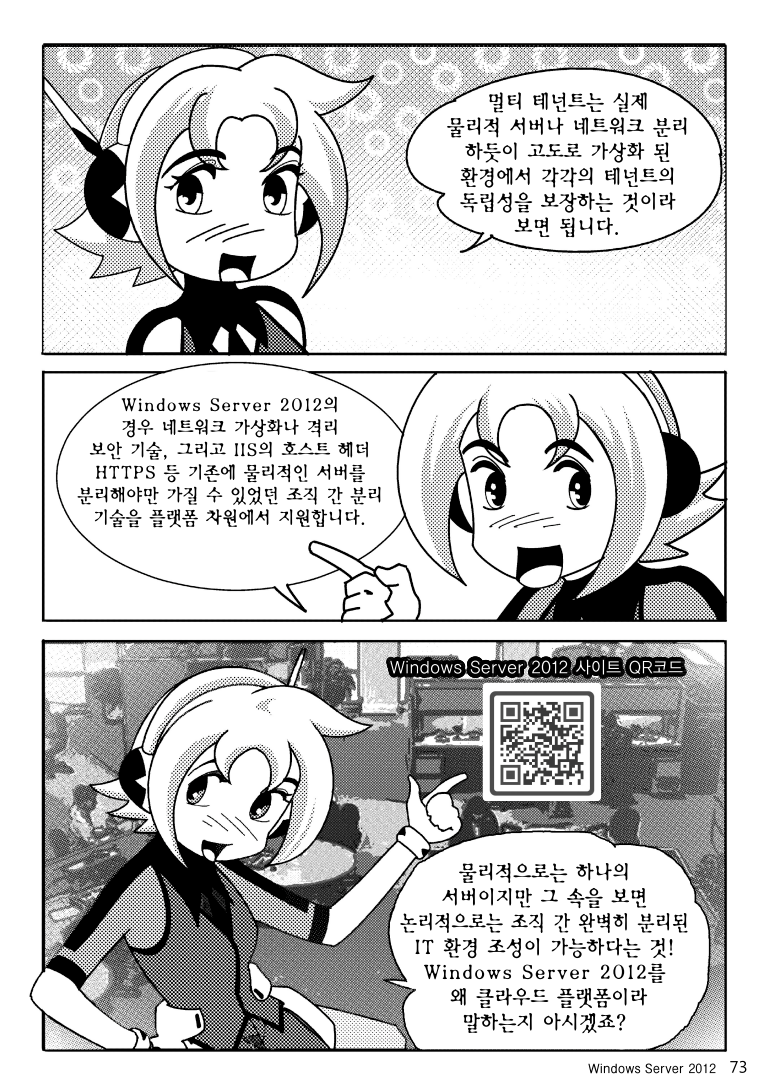 멀티 테넌트는 실제
물리적 서버나 네트워크 분리
하듯이 고도로 가상화 된
환경에서 각각의 테넌트의
독립성을 보장하는 것이라
보면 됩니다.
Windows Server 2012의
경우 네트워크 가상화나 격리
보안 기술, 그리고 IIS의 호스트 헤더
HTTPS 등 기존에 물리적인 서버를
분리해야만 가질 수 있었던 조직 간 분리
기술을 플랫폼 차원에서 지원합니다.
Windows Server 2012 사이트 QR코드
물리적으로는 하나의
서버이지만 그 속을 보면
논리적으로는 조직 간 완벽히 분리된
IT 환경 조성이 가능하다는 것!
Windows Server 2012를
왜 클라우드 플랫폼이라
말하는지 아시겠죠?
Windows Server 2012 73